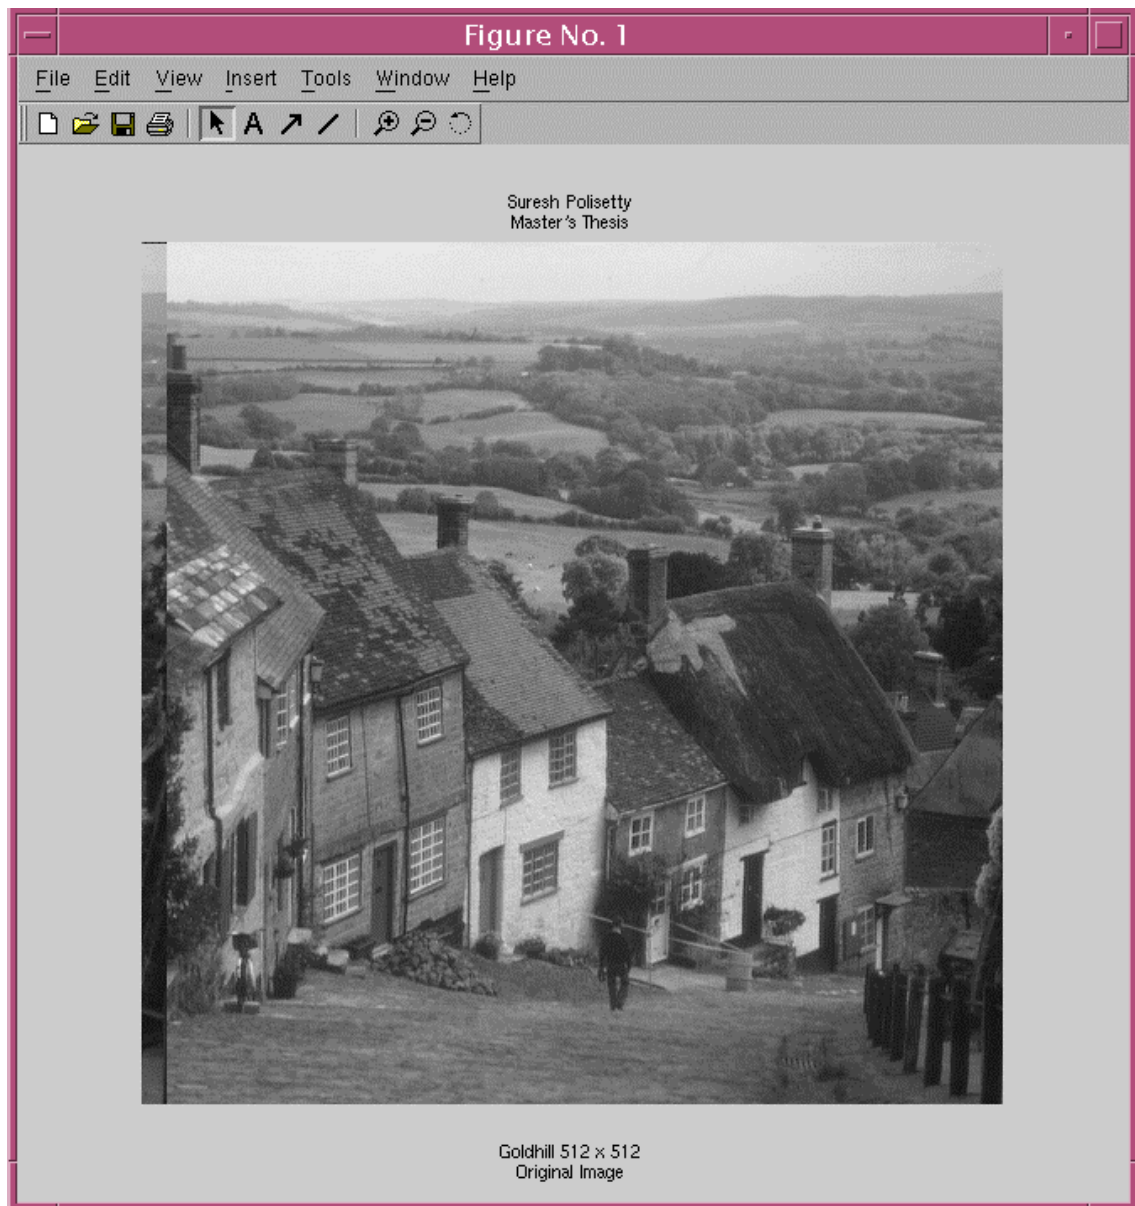 Figure No. 1
File Edit View Insert Tools Window Help
A
Suresh Polisetty
Master's Thesis
Goldhill 512 x 512
Original Image